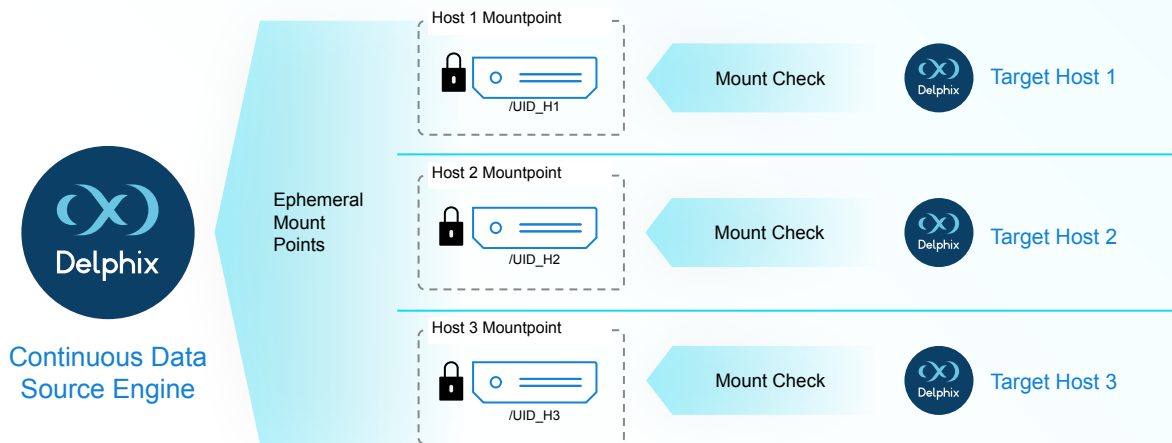 Delphix
Continuous Data
Source Engine
Ephemeral
Mount
Points
Host 1 Mountpoint
/UID_H1
Mount Check
Delphix
Target Host 1
Host 2 Mountpoint
/UID_H2
Mount Check
Delphix
Target Host 2
Host 3 Mountpoint
/UID_H3
Mount Check
Delphix
Target Host 3